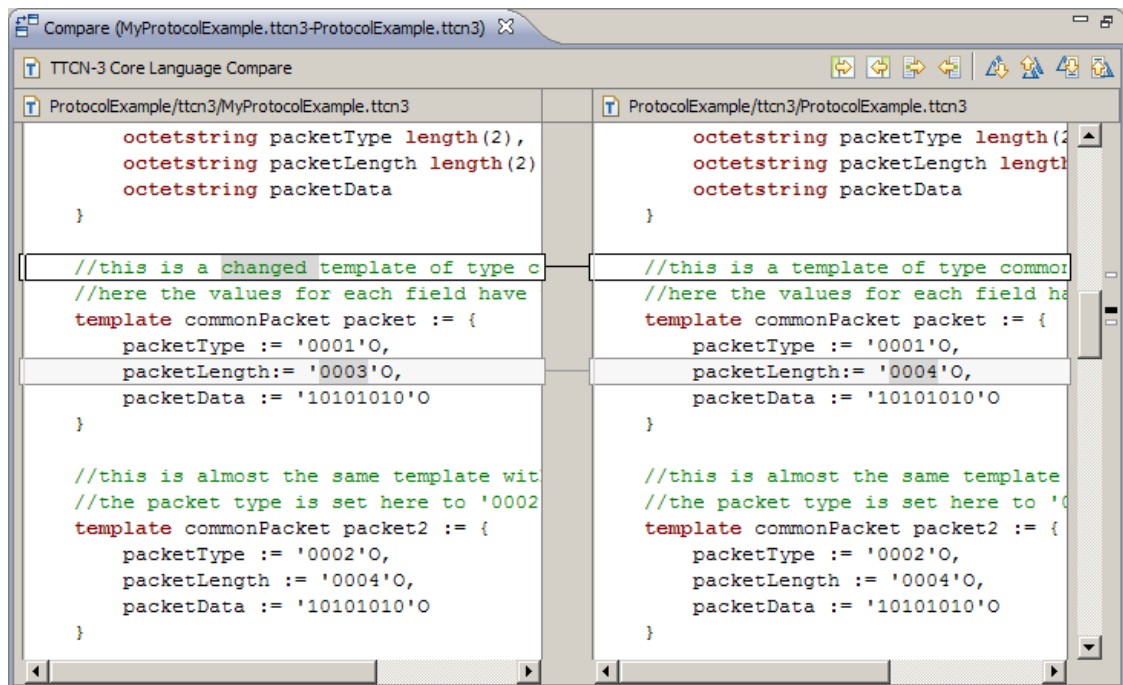 Compare (MyProtocolExample.ttcn3-ProtocolExample.ttcn3)
TTCN-3 Core Language Compare
ProtocolExample/ttcn3/MyProtocolExample.ttcn3
octetstring packetType length(2),
octetstring packetLength length(2)
octetstring packetData
}
//this is a changed template of type c
//here the values for each field have
template commonPacket packet := {
packetType := '0001'O,
packetLength:= '0003'O,
packetData := '10101010'O
}
//this is almost the same template wit
//the packet type is set here to '0002
template commonPacket packet2 := {
packetType := '0002'O,
packetLength := '0004'O,
packetData := '10101010'O
}
ProtocolExample/ttcn3/ProtocolExample.ttcn3
octetstring packetType length(2
octetstring packetLength length
octetstring packetData
}
//this is a template of type common
//here the values for each field ha
template commonPacket packet := {
packetType := '0001'O,
packetLength:= '0004'O,
packetData := '10101010'O
}
//this is almost the same template
//the packet type is set here to '0
template commonPacket packet2 := {
packetType := '0002'O,
packetLength := '0004'O,
packetData := '10101010'O
}